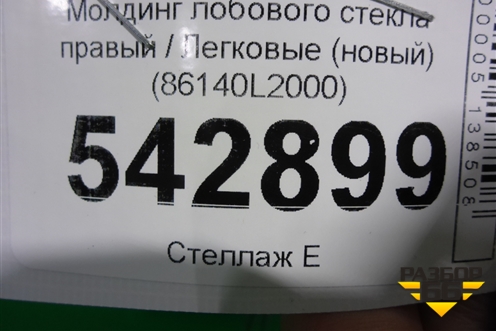 Молдинг лобового стекла
правый / Легковые (новый)
(86140L2000)
542899
Стеллаж Е
РАЗБОР